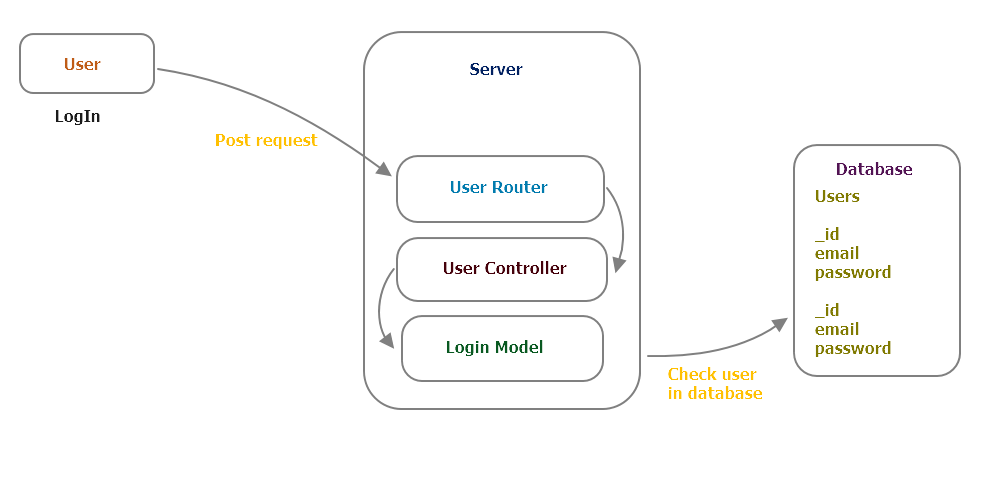 User
LogIn
Post request
Server
User Router
User Controller
Login Model
Check user
in database
Database
Users
_id
email
password
_id
email
password